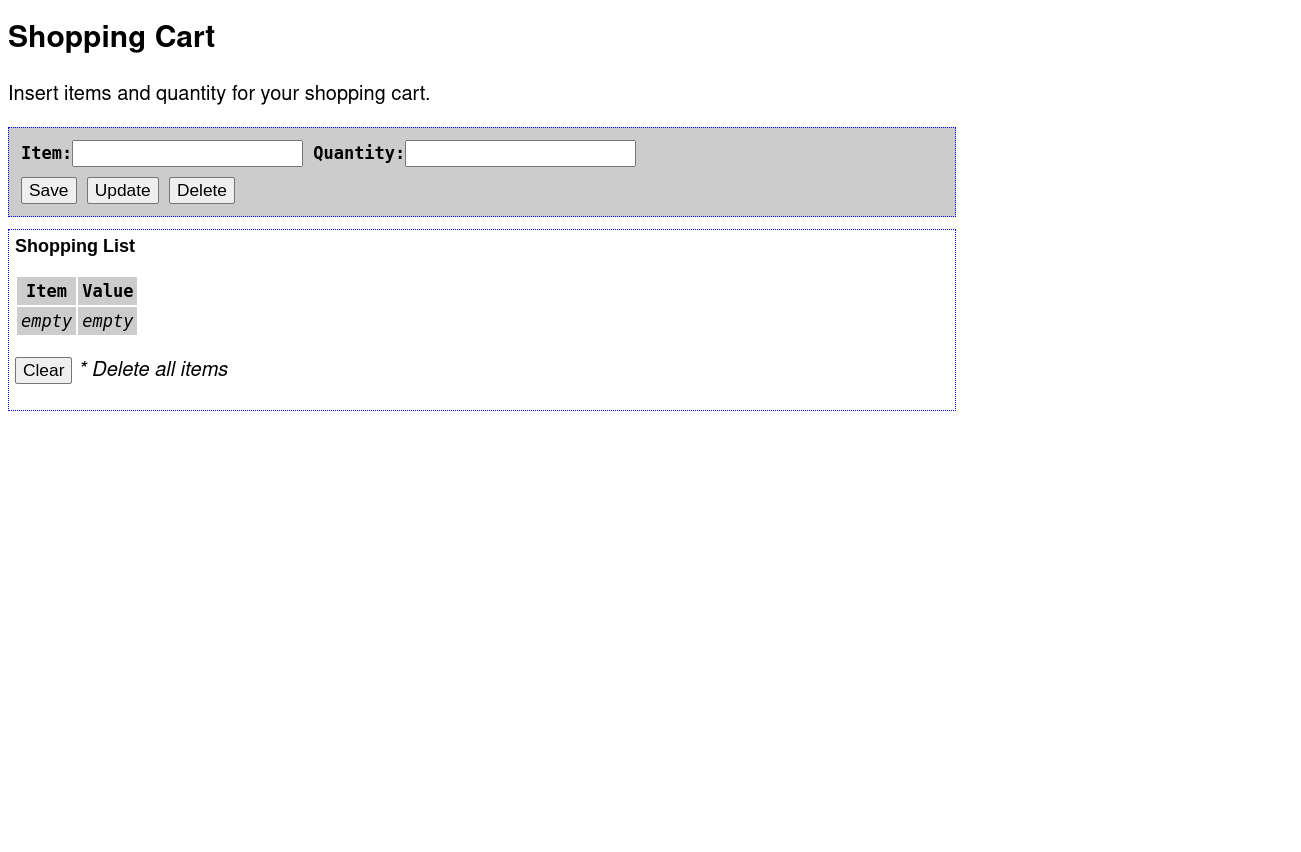 Shopping Cart
Insert items and quantity for your shopping cart.
Item: Quantity:
Save Update Delete
Shopping List
Item Value
empty empty
Clear * Delete all items